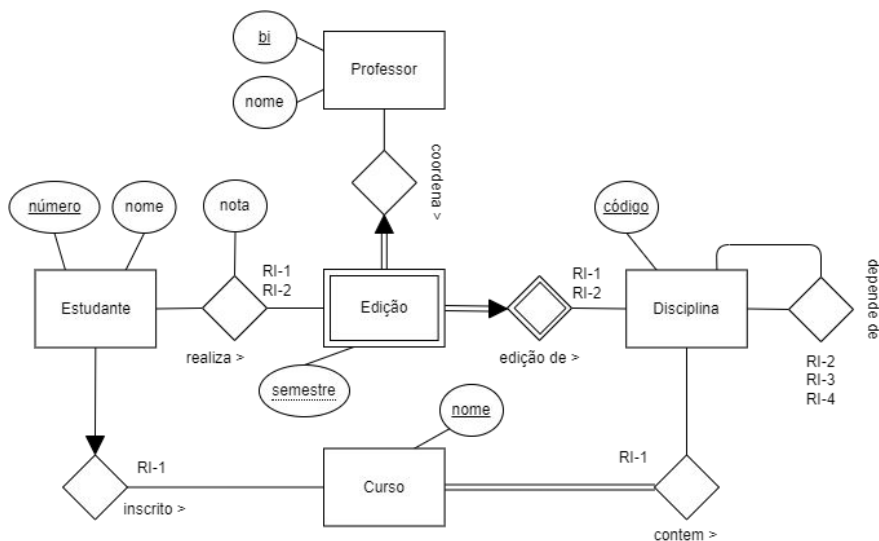 bi
Professor
nome
coordena >
número
nome
nota
código
depende de
RI-1
RI-2
RI-1
RI-2
Estudante
Edição
Disciplina
realiza >
edição de >
RI-2
RI-3
RI-4
semestre
nome
RI-1
RI-1
Curso
inscrito >
contem >